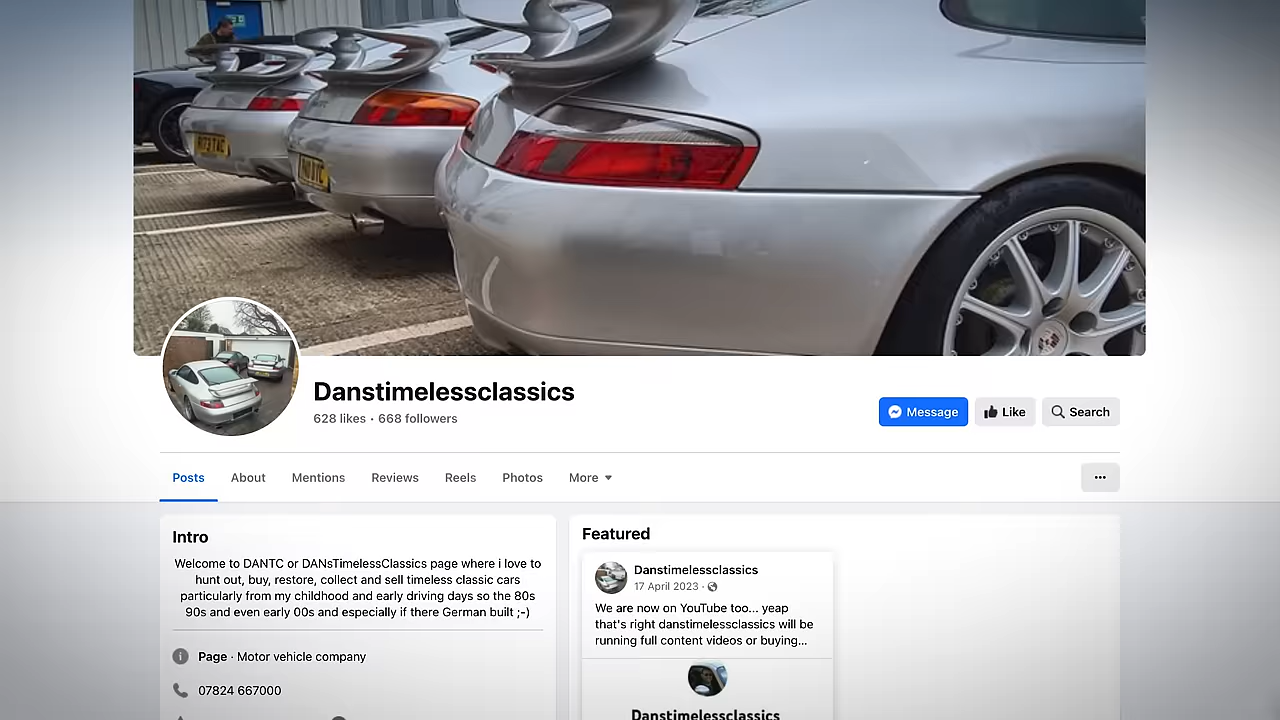 Danstimelessclassics
628 likes · 668 followers
Message
Like
Search
Posts
About
Mentions
Reviews
Reels
Photos
More
Intro
Welcome to DANTC or DANsTimelessClassics page where i love to
hunt out, buy, restore, collect and sell timeless classic cars
particularly from my childhood and early driving days so the 80s
90s and even early 00s and especially if there German built ;-)
Page · Motor vehicle company
07824 667000
Featured
Danstimelessclassics
17 April 2023 ·
We are now on YouTube too... yeap
that's right danstimelessclassics will be
running full content videos or buying...
Danstimelessclassics